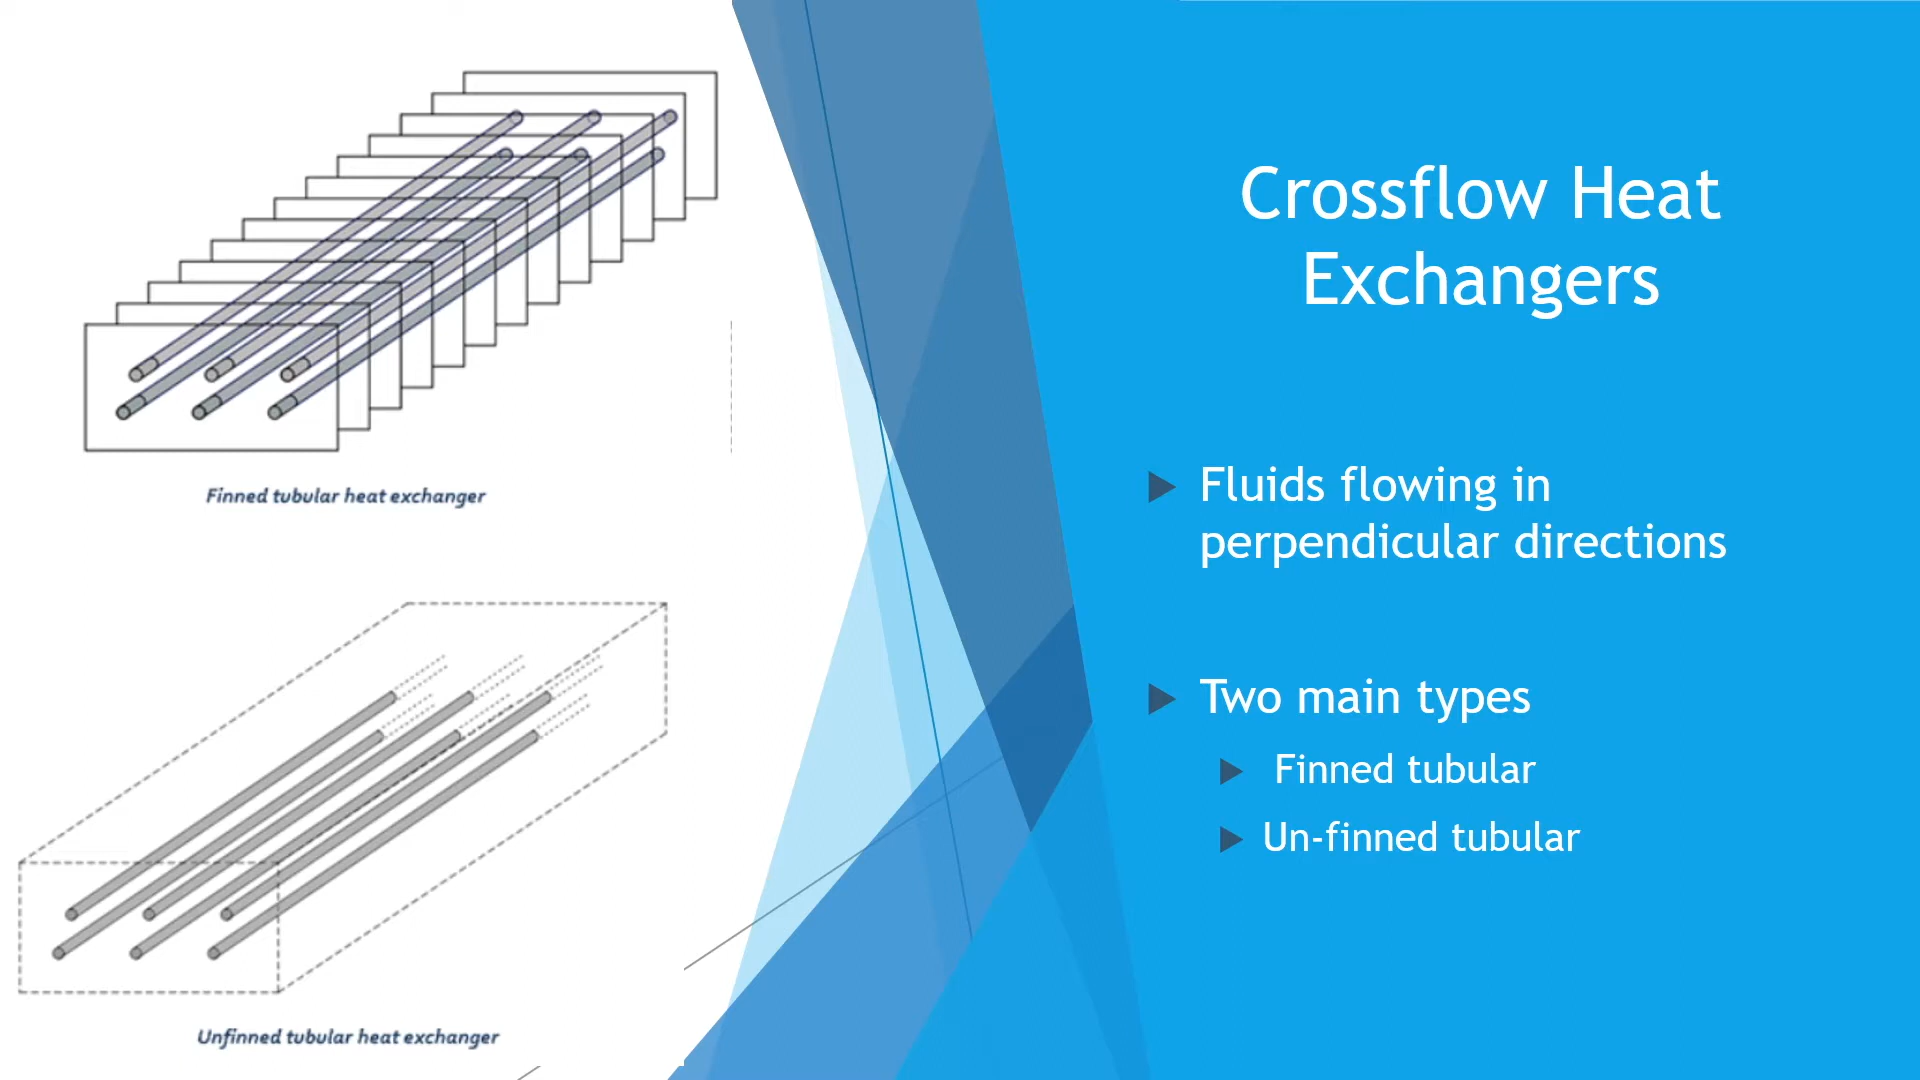 Crossflow Heat
Exchangers
Fluids flowing in
perpendicular directions
Two main types
Finned tubular
Un-finned tubular
Finned tubular heat exchanger
Unfinned tubular heat exchanger